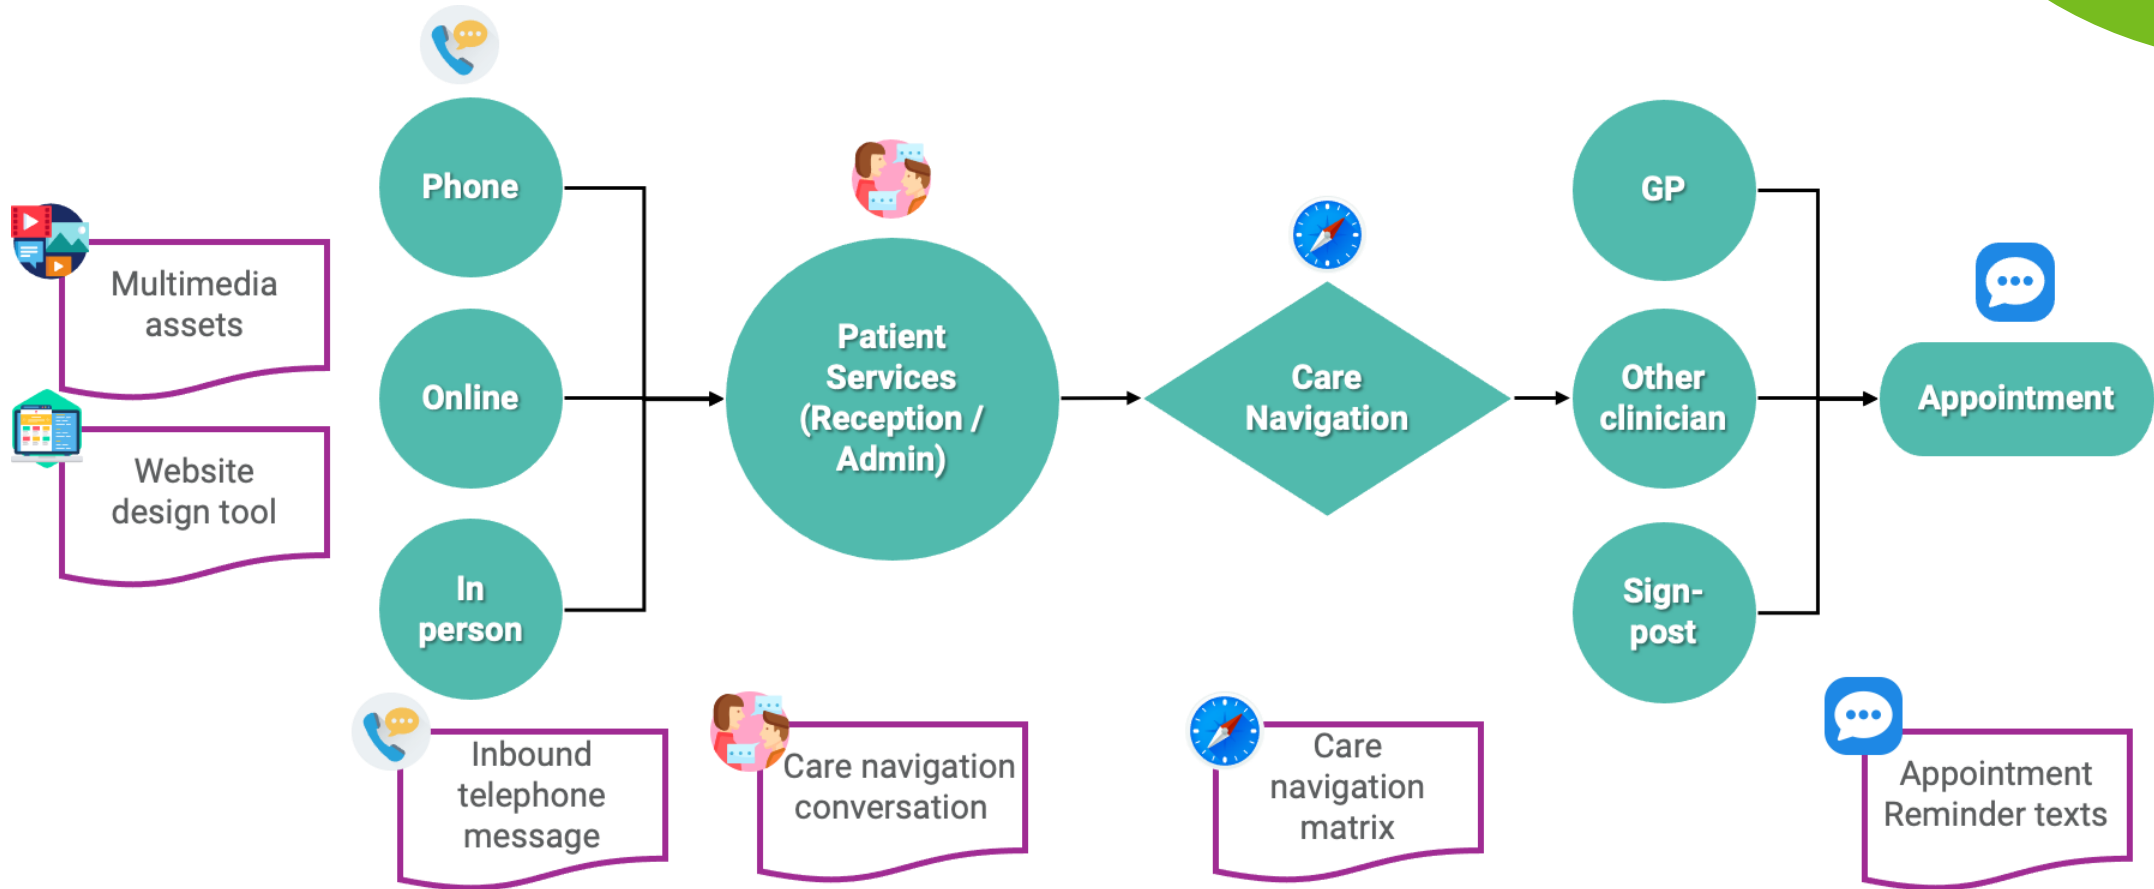 Phone
Online
In
person
Multimedia
assets
Website
design tool
Patient
Services
(Reception /
Admin)
Care
Navigation
GP
Other
clinician
Sign-
post
Appointment
Inbound
telephone
message
Care navigation
conversation
Care
navigation
matrix
Appointment
Reminder texts